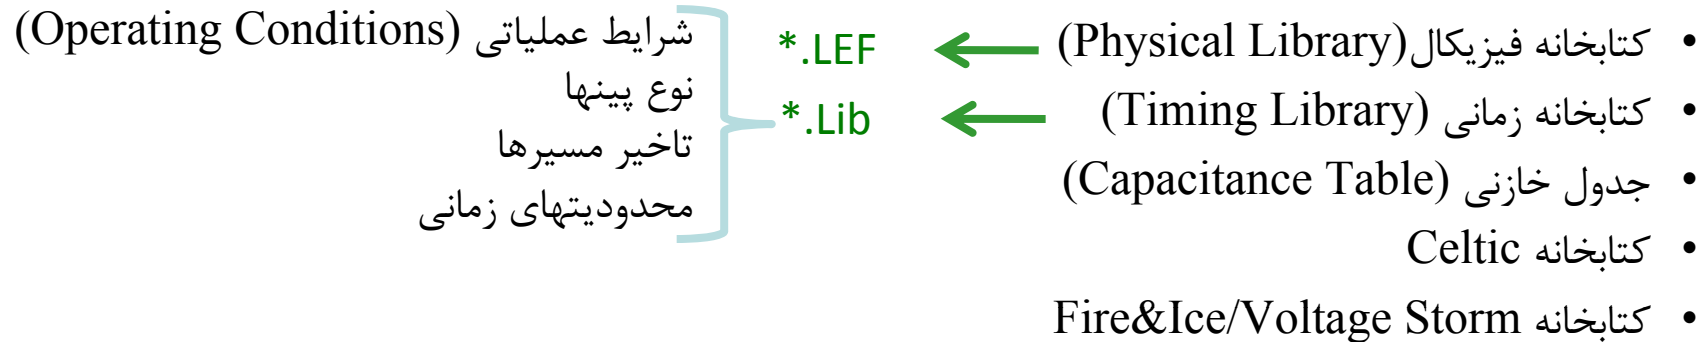 • کتابخانه فیزیکال(Physical Library)
*.LEF
• کتابخانه زمانی (Timing Library)
*.Lib
• جدول خازنی (Capacitance Table)
• کتابخانه Celtic
• کتابخانه Fire&Ice/Voltage Storm
شرایط عملیاتی (Operating Conditions)
نوع پینها
تاخیر مسیرها
محدودیتهای زمانی